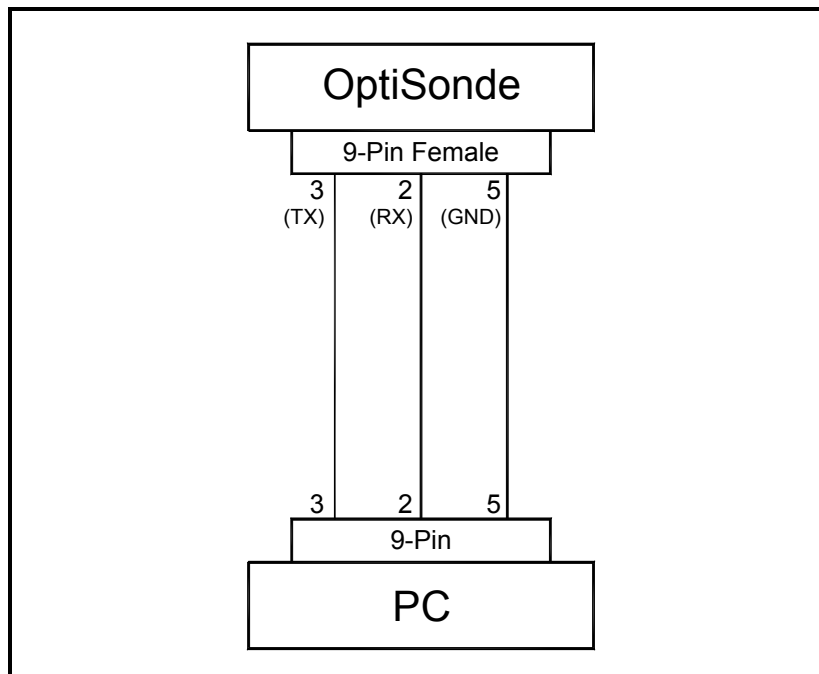 OptiSonde
9-Pin Female
3 2 5
(TX) (RX) (GND)
3 2 5
9-Pin
PC